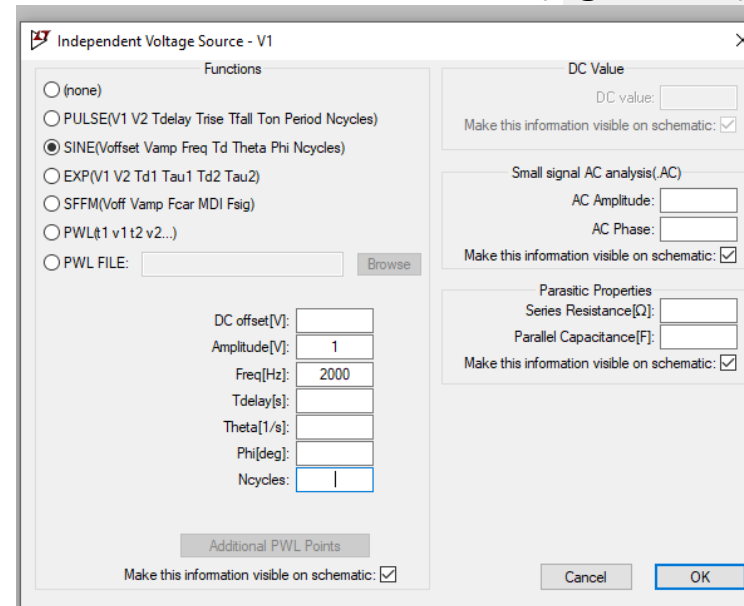 Independent Voltage Source - V1
Functions
(none)
PULSE(V1 V2 Tdelay Trise Tfall Ton Period Ncycles)
SINE(Voffset Vamp Freq Td Theta Phi Ncycles)
EXP(V1 V2 Td1 Tau1 Td2 Tau2)
SFFM(Voff Vamp Fcar MDI Fsig)
PWL(t1 v1 t2 v2...)
PWL FILE: Browse
DC offset[V]:
Amplitude[V]: 1
Freq[Hz]: 2000
Tdelay[s]:
Theta[1/s]:
Phi[deg]:
Ncycles:
Additional PWL Points
Make this information visible on schematic:
DC Value
DC value:
Make this information visible on schematic:
Small signal AC analysis(.AC)
AC Amplitude:
AC Phase:
Make this information visible on schematic:
Parasitic Properties
Series Resistance[Ω]:
Parallel Capacitance[F]:
Make this information visible on schematic:
Cancel OK